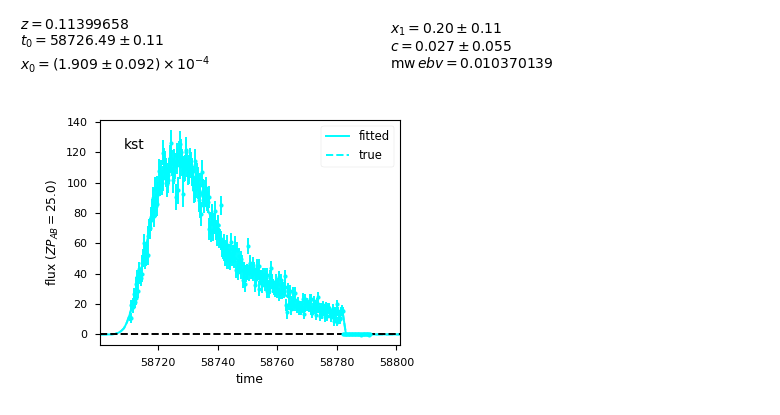 z = 0.11399658
t₀ = 58726.49 ± 0.11
x₀ = (1.909 ± 0.092) × 10⁻⁴
x₁ = 0.20 ± 0.11
c = 0.027 ± 0.055
mw ebv = 0.010370139
kst
fitted
true
140
120
100
80
60
40
20
0
flux (ZP_AB = 25.0)
58720 58740 58760 58780 58800
time